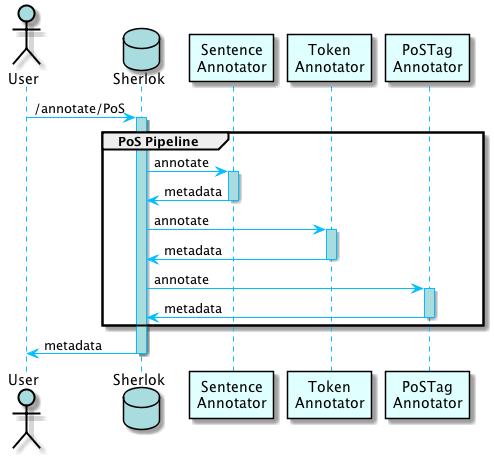 User
Sherlok
Sentence
Annotator
Token
Annotator
PoSTag
Annotator
/annotate/PoS
PoS Pipeline
annotate
metadata
annotate
metadata
annotate
metadata
metadata
User
Sherlok
Sentence
Annotator
Token
Annotator
PoSTag
Annotator